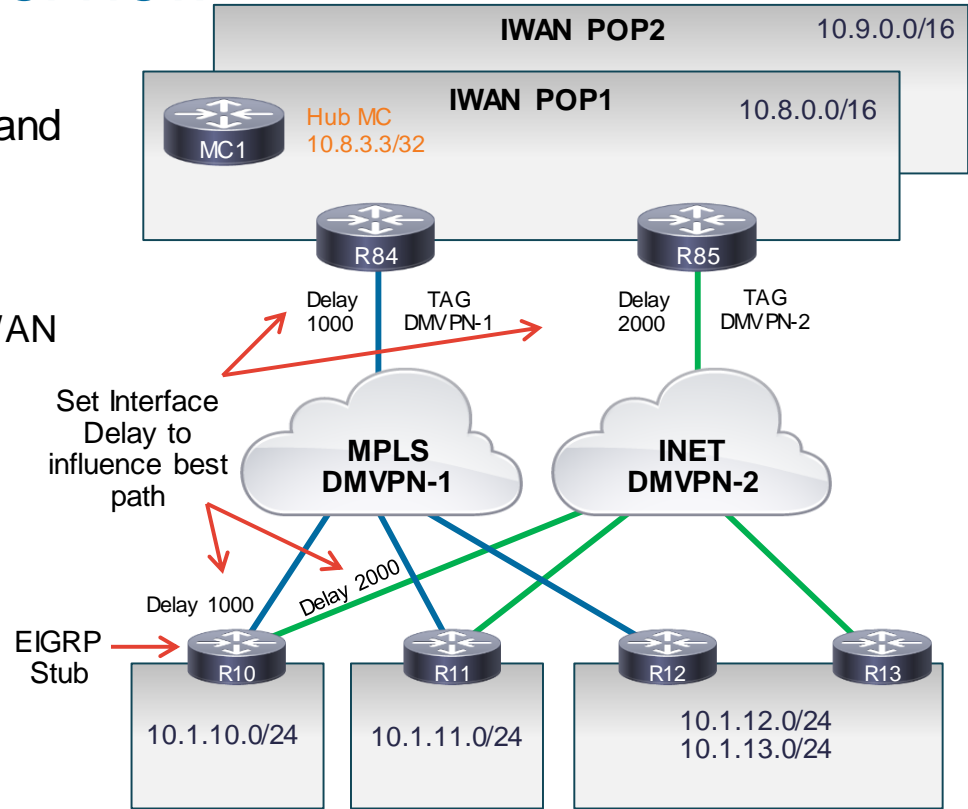 IWAN POP2
10.9.0.0/16
IWAN POP1
10.8.0.0/16
and
Hub MC
10.8.3.3/32
MC1
R84
R85
Delay
1000
TAG
DMVPN-1
Delay
2000
TAG
DMVPN-2
Set Interface
Delay to
influence best
path
MPLS
DMVPN-1
INET
DMVPN-2
Delay 1000
Delay 2000
EIGRP
Stub
R10
R11
R12
R13
10.1.10.0/24
10.1.11.0/24
10.1.12.0/24
10.1.13.0/24